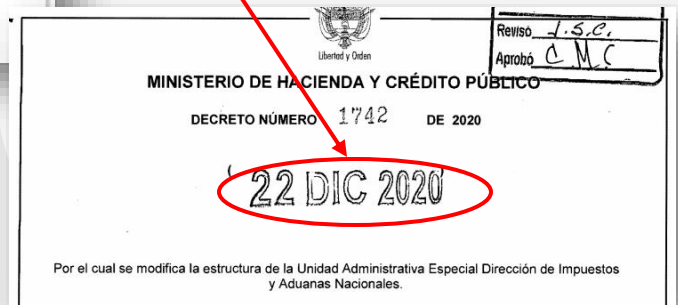 Libertad y Orden
Revisó J.S.C.
Aprobó C.M.C
MINISTERIO DE HACIENDA Y CRÉDITO PÚBLICO
DECRETO NÚMERO 1742 DE 2020
22 DIC 2020
Por el cual se modifica la estructura de la Unidad Administrativa Especial Dirección de Impuestos
y Aduanas Nacionales.